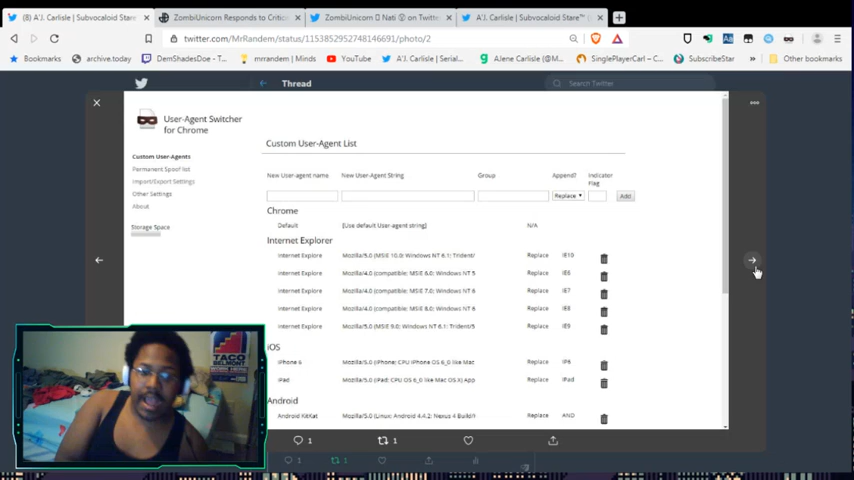 (8) A'J. Carlisle | Subvocaloid Stare
ZombiUnicorn Responds to Critics
ZombiUnicorn
Nati
on Twitter
A'J. Carlisle | Subvocaloid Stare™
twitter.com/MrRandem/status/1153852952748146691/photo/2
Bookmarks
archive.today
DemShadesDoe - T...
mrrandem | Minds
YouTube
A'J. Carlisle | Serial...
AJene Carlisle (@M...
SinglePlayerCarl - C...
SubscribeStar
»
Other bookmarks
Thread
Search Twitter
User-Agent Switcher
for Chrome
Custom User-Agents
Permanent Spoof list
Import/Export Settings
Other Settings
About
Storage Space
Custom User-Agent List
New User-agent name
New User-Agent String
Group
Append?
Indicator
Flag
Replace
Add
Chrome
Default
[Use default User-agent string]
N/A
Internet Explorer
Internet Explore
Mozilla/5.0 (MSIE 10.0; Windows NT 6.1; Trident/
Replace
IE10
Internet Explore
Mozilla/4.0 (compatible; MSIE 6.0; Windows NT 5
Replace
IE6
Internet Explore
Mozilla/4.0 (compatible; MSIE 7.0; Windows NT 6
Replace
IE7
Internet Explore
Mozilla/4.0 (compatible; MSIE 8.0; Windows NT 6
Replace
IE8
Internet Explore
Mozilla/5.0 (MSIE 9.0; Windows NT 6.1; Trident/5
Replace
IE9
iOS
iPhone 6
Mozilla/5.0 (iPhone; CPU iPhone OS 6_0 like Mac
Replace
IP6
iPad
Mozilla/5.0 (iPad; CPU OS 6_0 like Mac OS X) App
Replace
iPad
Android
Android KitKat
Mozilla/5.0 (Linux; Android 4.4.2; Nexus 4 Build/
Replace
AND
1
1
1
1
TACO
BELMONT